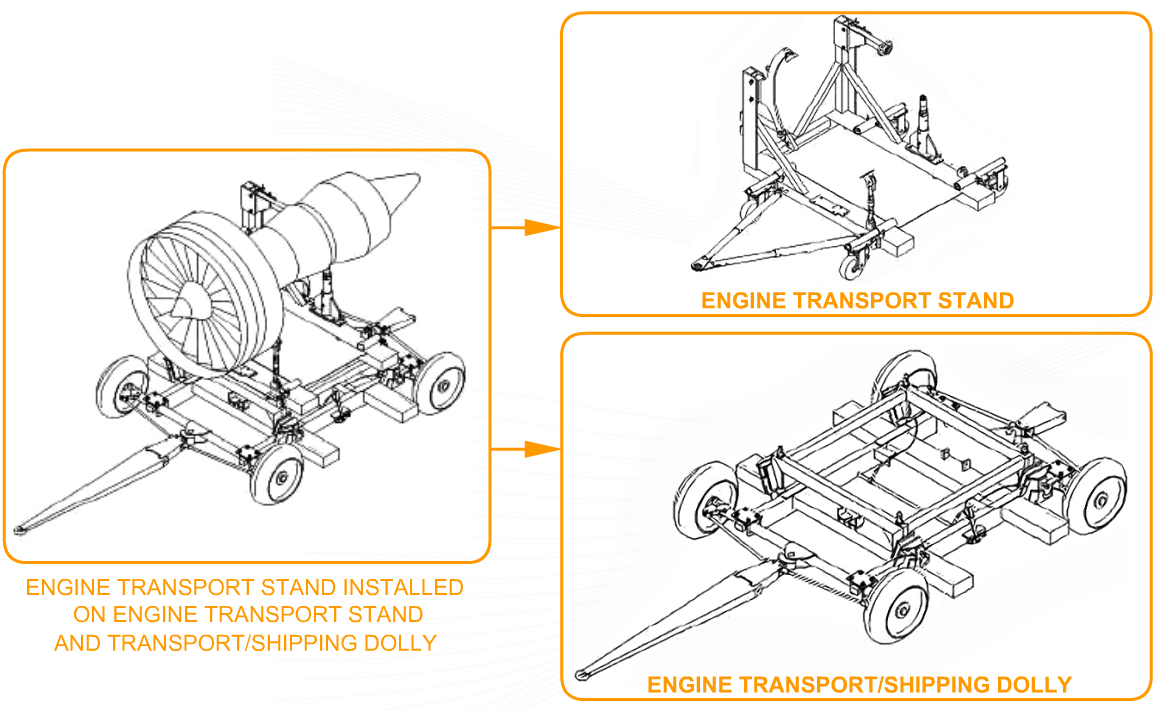 ENGINE TRANSPORT STAND
ENGINE TRANSPORT STAND INSTALLED
ON ENGINE TRANSPORT STAND
AND TRANSPORT/SHIPPING DOLLY
ENGINE TRANSPORT/SHIPPING DOLLY